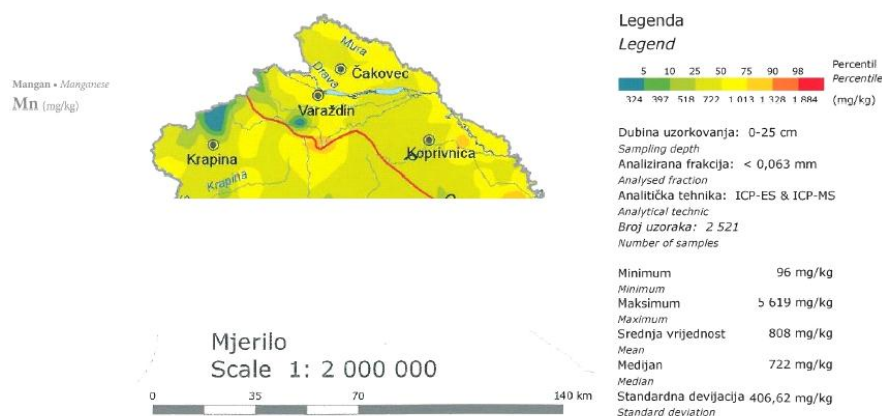 Mangan • Manganese
Mn (mg/kg)
Mura
Drava
Čakovec
Varaždin
Krapina
Koprivnica
Krapina
Legenda
Legend
Percentil
Percentile
5 10 25 50 75 90 98
324 397 518 722 1 013 1 328 1 884
(mg/kg)
Dubina uzorkovanja: 0-25 cm
Sampling depth
Analizirana frakcija: < 0,063 mm
Analysed fraction
Analitička tehnika: ICP-ES & ICP-MS
Analytical technic
Broj uzoraka: 2 521
Number of samples
Minimum 96 mg/kg
Minimum
Maksimum 5 619 mg/kg
Maximum
Srednja vrijednost 808 mg/kg
Mean
Medijan 722 mg/kg
Median
Standardna devijacija 406,62 mg/kg
Standard deviation
Mjerilo
Scale 1: 2 000 000
0 35 70 140 km